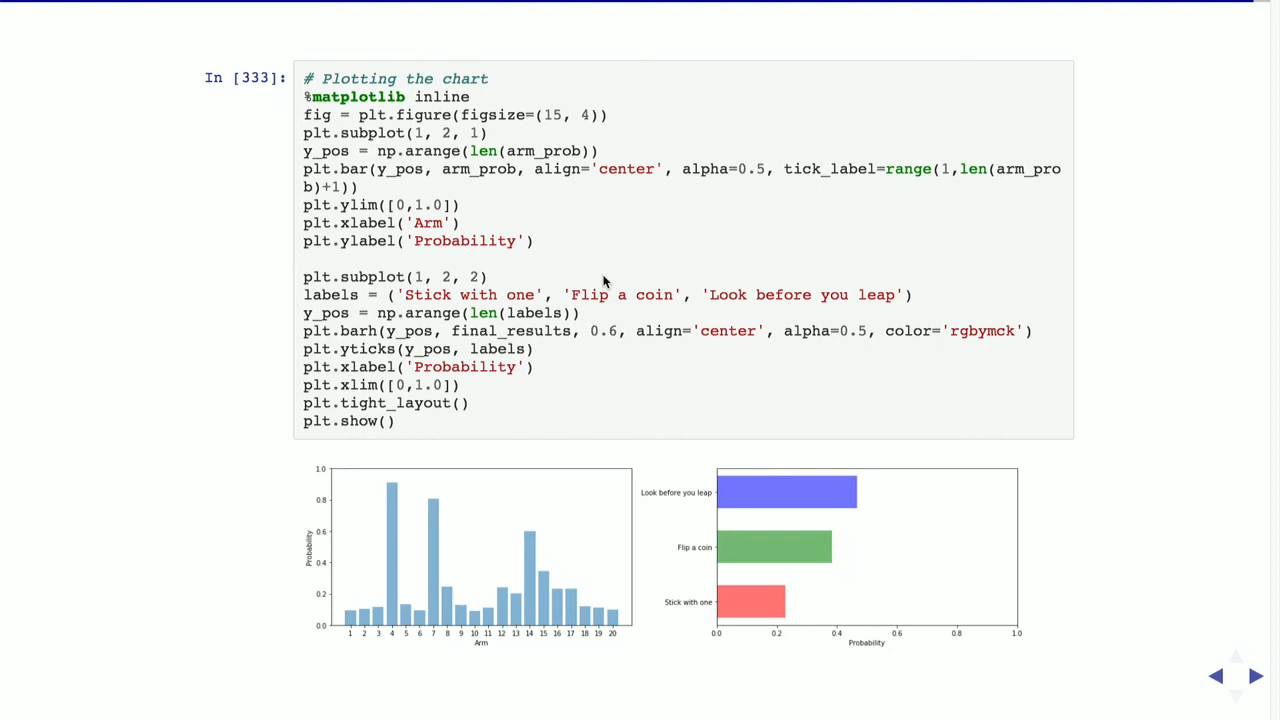 In [333]:
# Plotting the chart
%matplotlib inline
fig = plt.figure(figsize=(15, 4))
plt.subplot(1, 2, 1)
y_pos = np.arange(len(arm_prob))
plt.bar(y_pos, arm_prob, align='center', alpha=0.5, tick_label=range(1,len(arm_pro
b)+1))
plt.ylim([0,1.0])
plt.xlabel('Arm')
plt.ylabel('Probability')
plt.subplot(1, 2, 2)
labels = ('Stick with one', 'Flip a coin', 'Look before you leap')
y_pos = np.arange(len(labels))
plt.barh(y_pos, final_results, 0.6, align='center', alpha=0.5, color='rgbymck')
plt.yticks(y_pos, labels)
plt.xlabel('Probability')
plt.xlim([0,1.0])
plt.tight_layout()
plt.show()
1.0
0.8
0.6
0.4
0.2
0.0
Probability
1 2 3 4 5 6 7 8 9 10 11 12 13 14 15 16 17 18 19 20
Arm
Look before you leap
Flip a coin
Stick with one
0.0 0.2 0.4 0.6 0.8 1.0
Probability